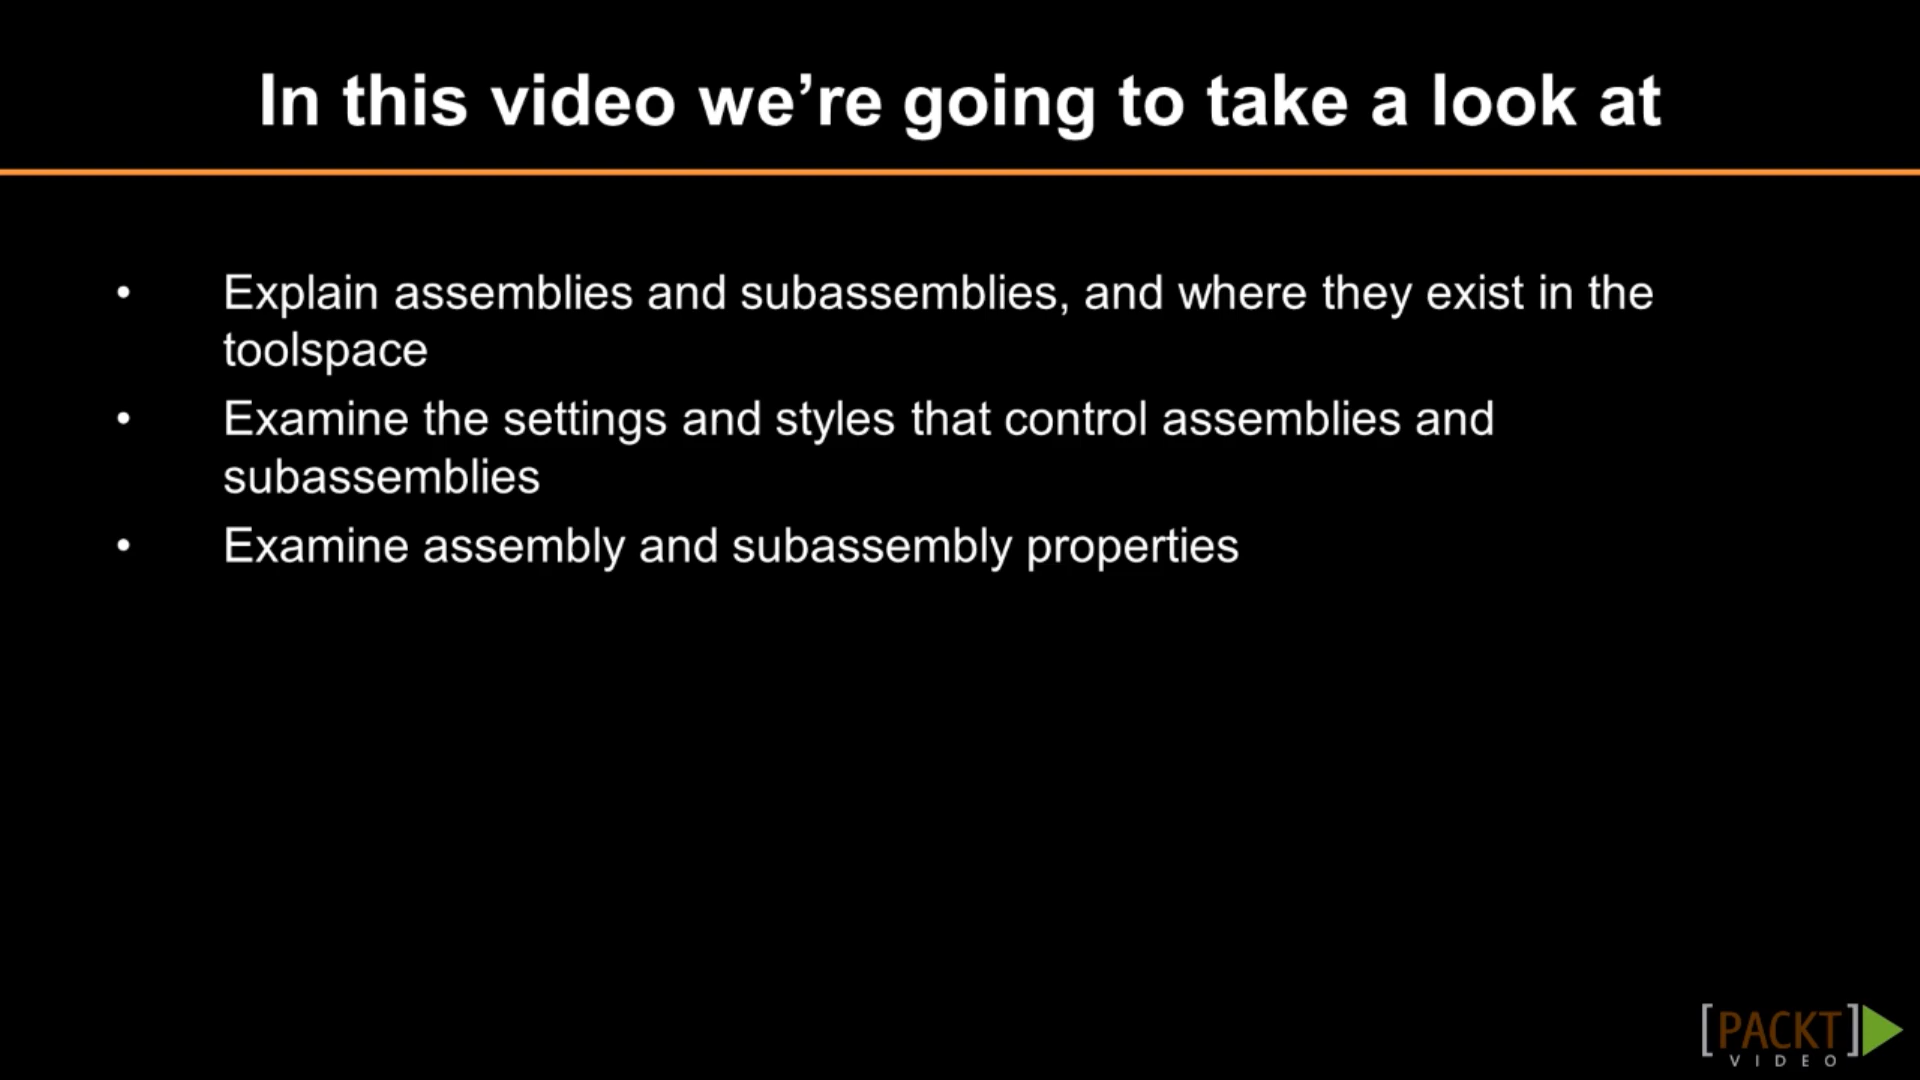 In this video we’re going to take a look at
• Explain assemblies and subassemblies, and where they exist in the
toolspace
• Examine the settings and styles that control assemblies and
subassemblies
• Examine assembly and subassembly properties
[PACKT]
VIDEO